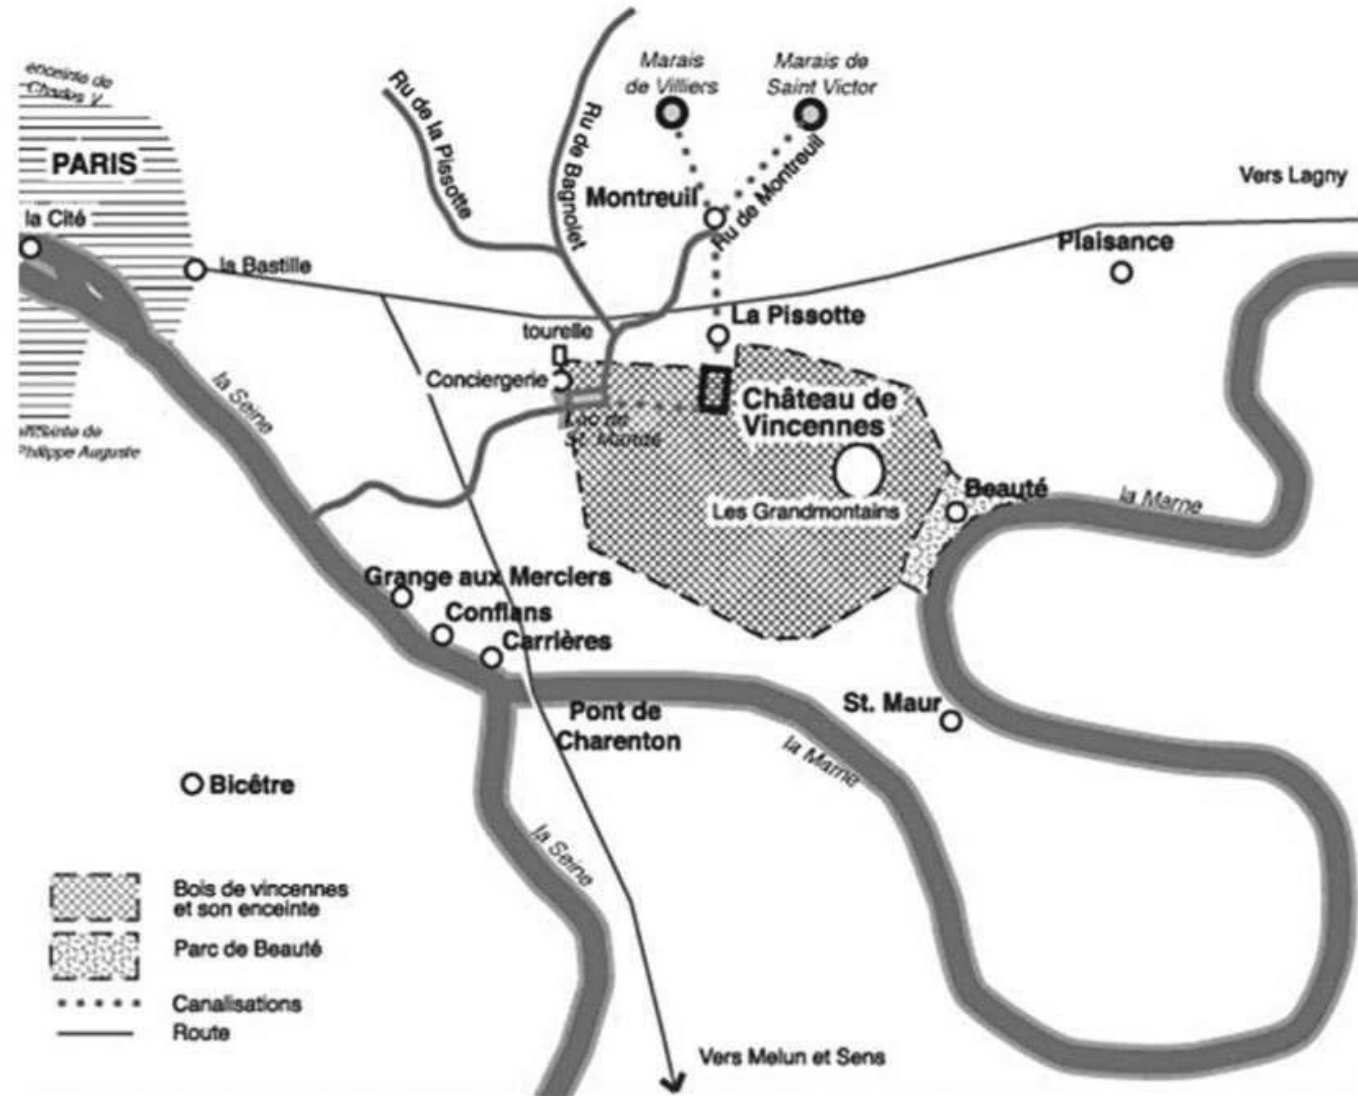 enceinte de
Charles V
PARIS
la Cité
la Bastille
la Seine
enceinte de
Philippe Auguste
Ru de la Pissotte
Ru de Bagnolet
Marais
de Villiers
Marais de
Saint Victor
Montreuil
Ru de Montreuil
Vers Lagny
Plaisance
La Pissotte
tourelle
Conciergerie
Lac de
St. Mandé
Château de
Vincennes
Les Grandmontains
Beauté
la Marne
Grange aux Merciers
Conflans
Carrières
Pont de
Charenton
St. Maur
la Marne
Bicêtre
la Seine
Bois de vincennes
et son enceinte
Parc de Beauté
Canalisations
Route
Vers Melun et Sens